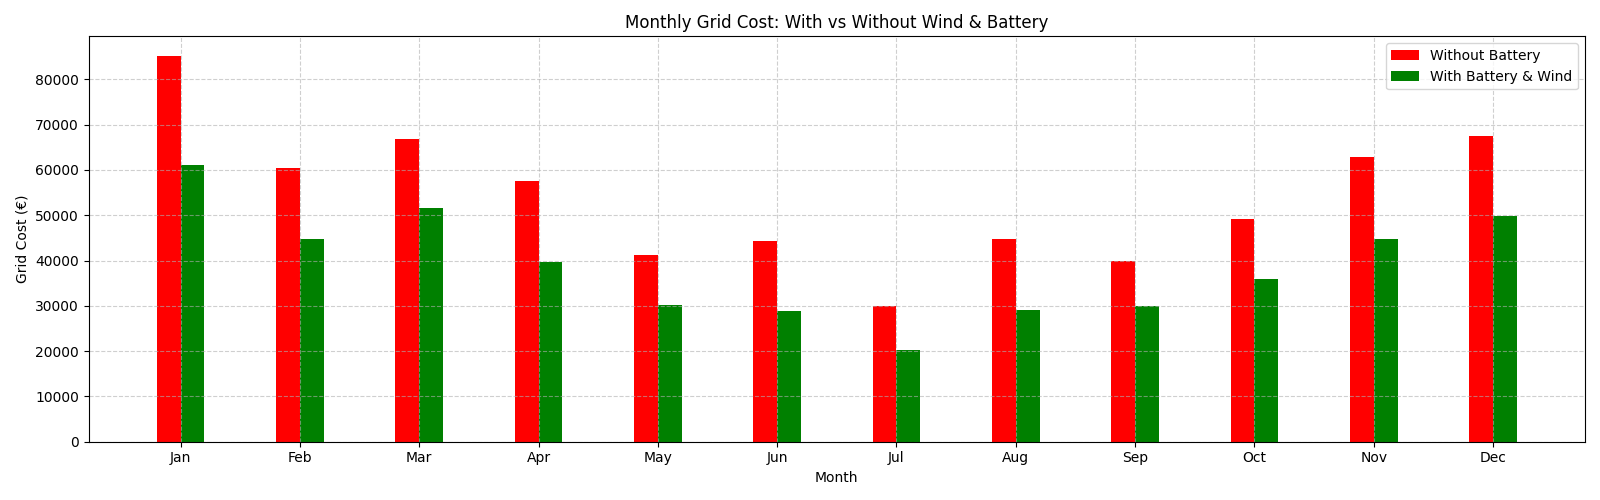 Monthly Grid Cost: With vs Without Wind & Battery
Without Battery
With Battery & Wind
Grid Cost (€)
80000
70000
60000
50000
40000
30000
20000
10000
0
Jan Feb Mar Apr May Jun Jul Aug Sep Oct Nov Dec
Month